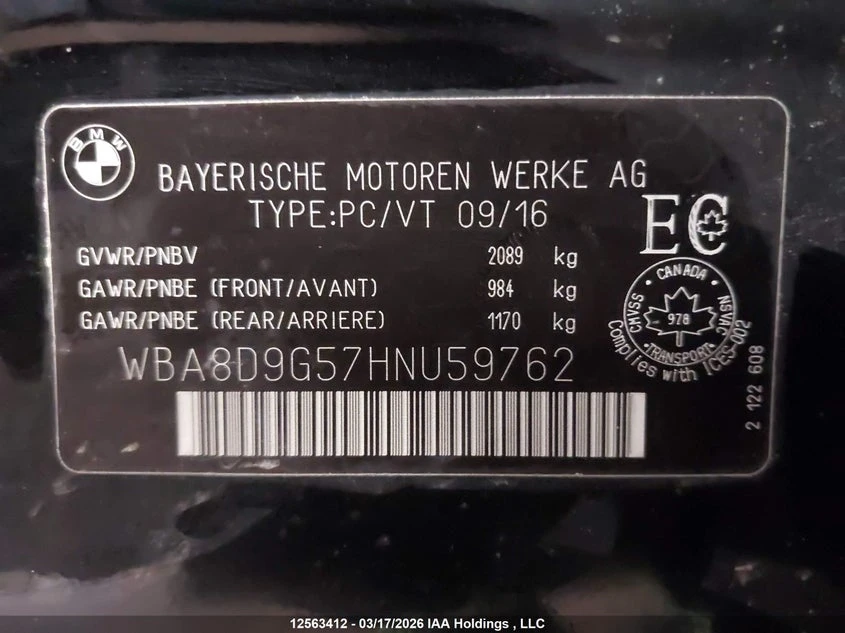 BMW
BAYERISCHE MOTOREN WERKE AG
TYPE:PC/VT 09/16
EC
GVWR/PNBV 2089 kg
GAWR/PNBE (FRONT/AVANT) 984 kg
GAWR/PNBE (REAR/ARRIERE) 1170 kg
CANADA
CMVSS
NSVAC
978
TRANSPORT
Complies with ICES-002
WBA8D9G57HNU59762
2 122 608
12563412 - 03/17/2026 IAA Holdings , LLC